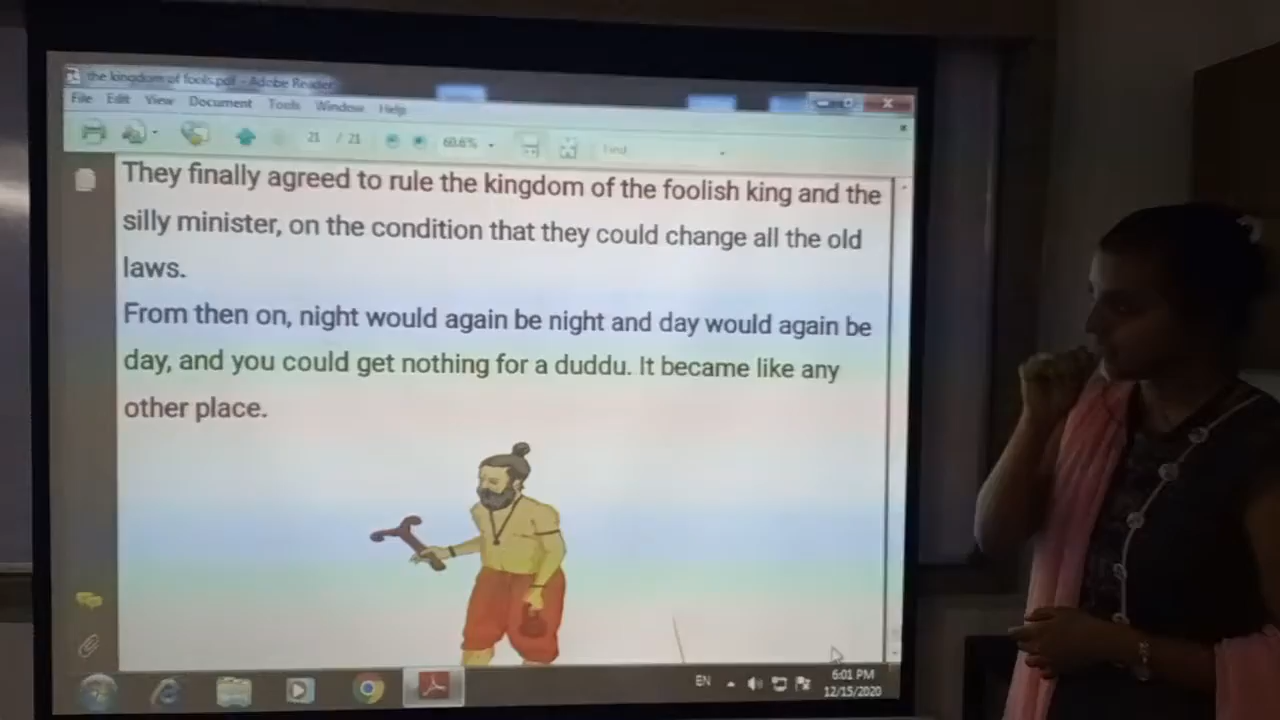 the kingdom of fools.pdf - Adobe Reader
File Edit View Document Tools Window Help
21 / 21 60.6% Find
They finally agreed to rule the kingdom of the foolish king and the
silly minister, on the condition that they could change all the old
laws.
From then on, night would again be night and day would again be
day, and you could get nothing for a duddu. It became like any
other place.
EN
6:01 PM
12/15/2020